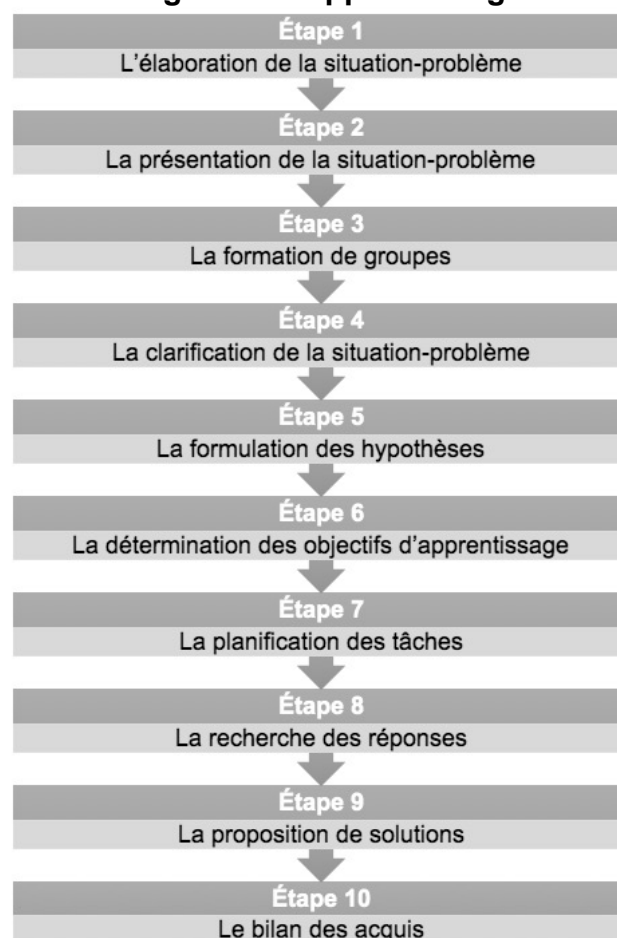 Étape 1
L'élaboration de la situation-problème
Étape 2
La présentation de la situation-problème
Étape 3
La formation de groupes
Étape 4
La clarification de la situation-problème
Étape 5
La formulation des hypothèses
Étape 6
La détermination des objectifs d'apprentissage
Étape 7
La planification des tâches
Étape 8
La recherche des réponses
Étape 9
La proposition de solutions
Étape 10
Le bilan des acquis